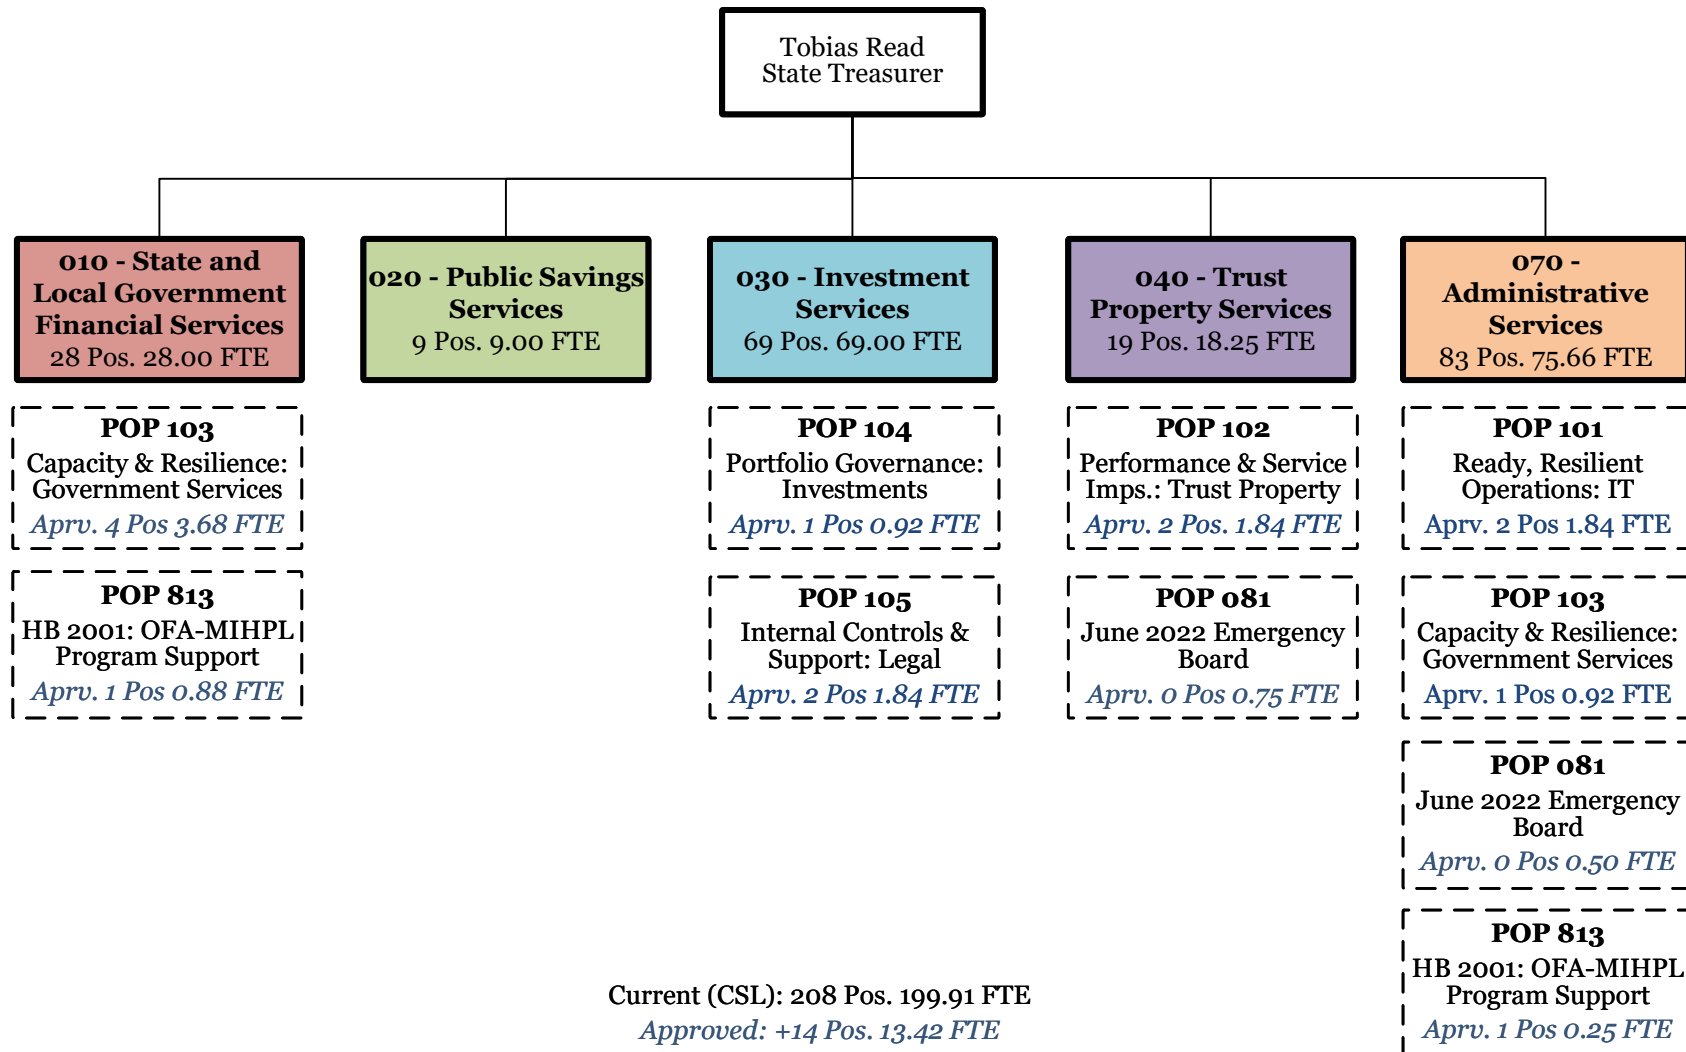 Tobias Read
State Treasurer
010 - State and
Local Government
Financial Services
28 Pos. 28.00 FTE
020 - Public Savings
Services
9 Pos. 9.00 FTE
030 - Investment
Services
69 Pos. 69.00 FTE
040 - Trust
Property Services
19 Pos. 18.25 FTE
070 -
Administrative
Services
83 Pos. 75.66 FTE
POP 103
Capacity & Resilience:
Government Services
Aprv. 4 Pos 3.68 FTE
POP 813
HB 2001: OFA-MIHPL
Program Support
Aprv. 1 Pos 0.88 FTE
POP 104
Portfolio Governance:
Investments
Aprv. 1 Pos 0.92 FTE
POP 105
Internal Controls &
Support: Legal
Aprv. 2 Pos 1.84 FTE
POP 102
Performance & Service
Imps.: Trust Property
Aprv. 2 Pos. 1.84 FTE
POP 081
June 2022 Emergency
Board
Aprv. 0 Pos 0.75 FTE
POP 101
Ready, Resilient
Operations: IT
Aprv. 2 Pos 1.84 FTE
POP 103
Capacity & Resilience:
Government Services
Aprv. 1 Pos 0.92 FTE
POP 081
June 2022 Emergency
Board
Aprv. 0 Pos 0.50 FTE
POP 813
HB 2001: OFA-MIHPL
Program Support
Aprv. 1 Pos 0.25 FTE
Current (CSL): 208 Pos. 199.91 FTE
Approved: +14 Pos. 13.42 FTE